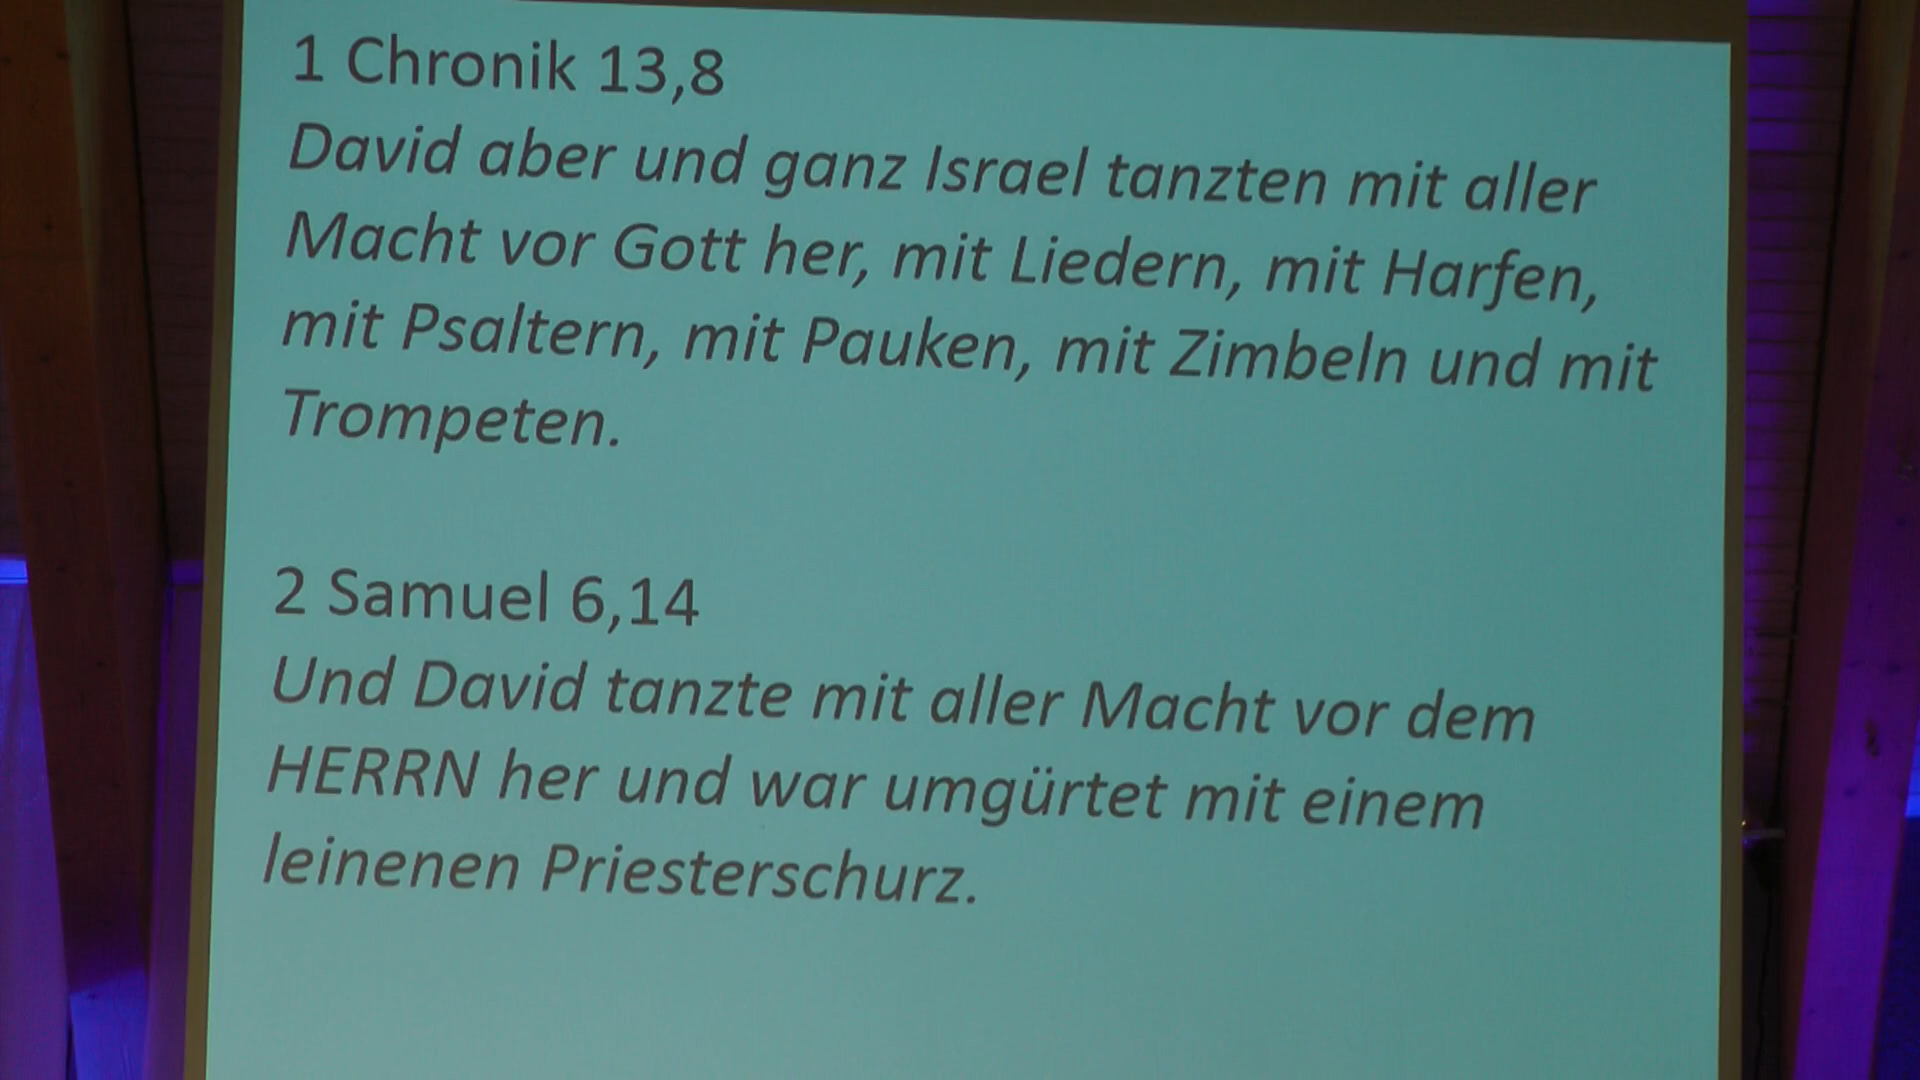 1 Chronik 13,8
David aber und ganz Israel tanzten mit aller
Macht vor Gott her, mit Liedern, mit Harfen,
mit Psaltern, mit Pauken, mit Zimbeln und mit
Trompeten.
2 Samuel 6,14
Und David tanzte mit aller Macht vor dem
HERRN her und war umgürtet mit einem
leinenen Priesterschurz.